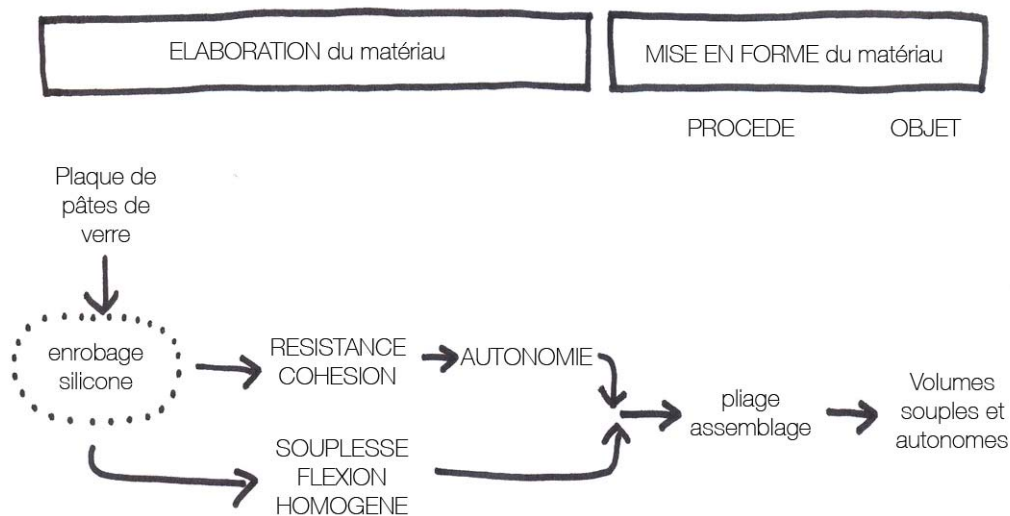 ELABORATION du matériau
MISE EN FORME du matériau
PROCEDE
OBJET
Plaque de
pâtes de
verre
enrobage
silicone
RESISTANCE
COHESION
AUTONOMIE
SOUPLESSE
FLEXION
HOMOGENE
pliage
assemblage
Volumes
souples et
autonomes